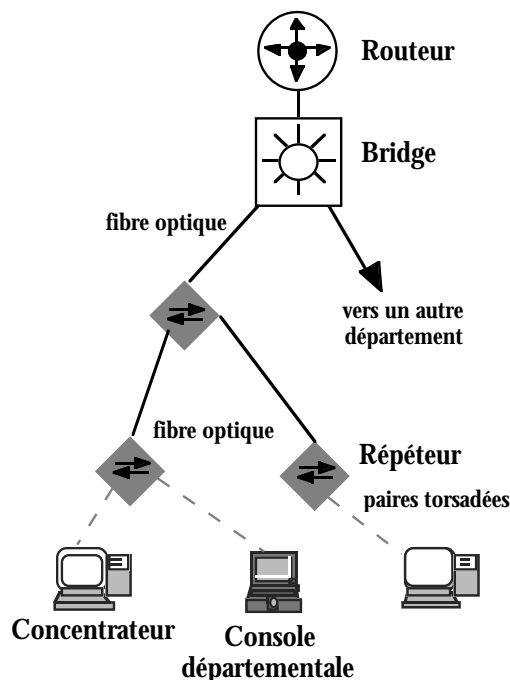 Routeur
Bridge
fibre optique
vers un autre
département
fibre optique
Répéteur
paires torsadées
Concentrateur
Console
départementale